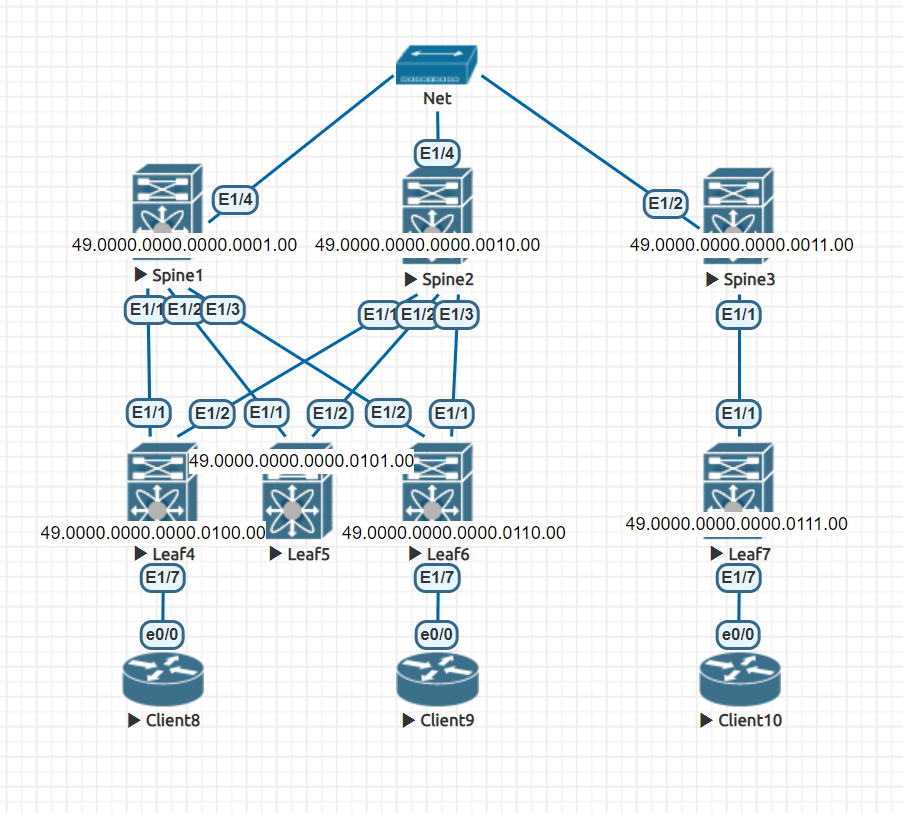 Net
E1/4
E1/4
E1/2
49.0000.0000.0000.0001.00
49.0000.0000.0000.0010.00
49.0000.0000.0000.0011.00
Spine1
Spine2
Spine3
E1/1 E1/2 E1/3
E1/1 E1/2 E1/3
E1/1
E1/1
E1/2
E1/1
E1/2
E1/2
E1/1
E1/1
49.0000.0000.0000.0101.00
49.0000.0000.0000.0100.00
49.0000.0000.0000.0110.00
49.0000.0000.0000.0111.00
Leaf4
Leaf5
Leaf6
Leaf7
E1/7
E1/7
E1/7
e0/0
e0/0
e0/0
Client8
Client9
Client10